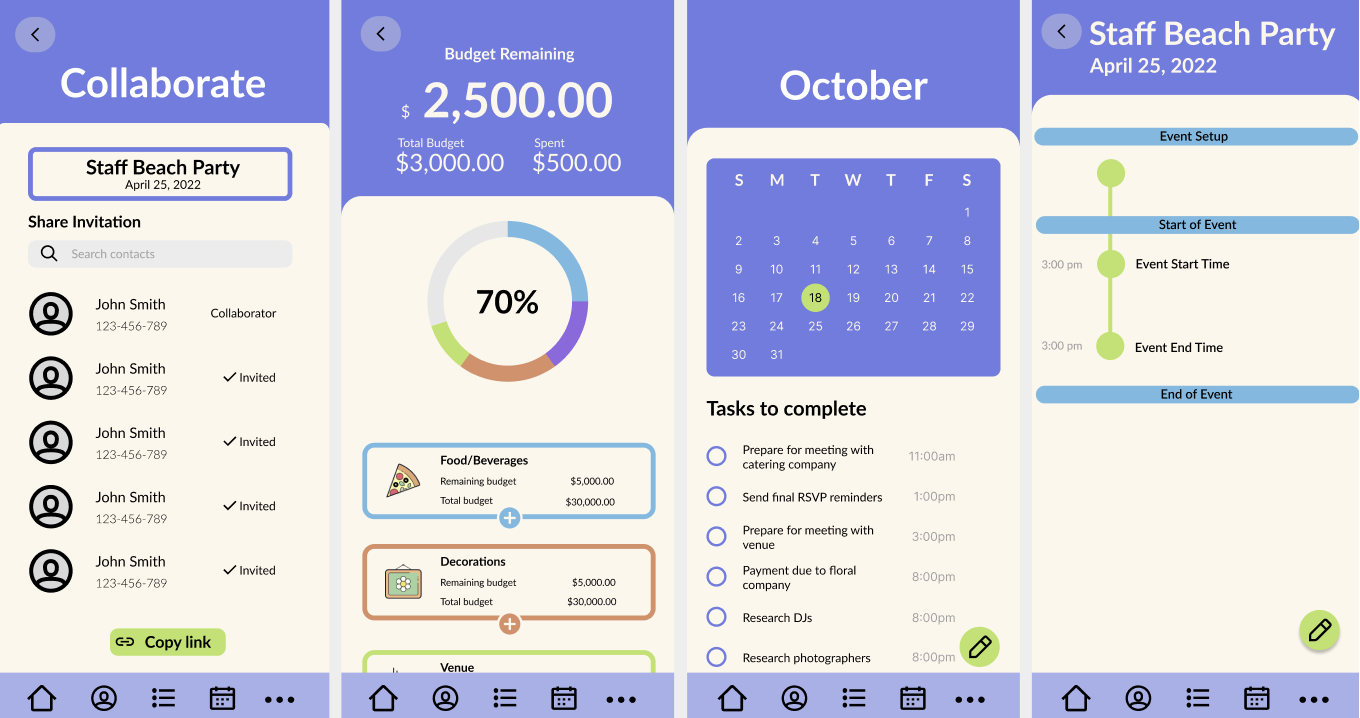 Collaborate
Staff Beach Party
April 25, 2022
Share Invitation
Search contacts
John Smith
123-456-789
Collaborator
John Smith
123-456-789
Invited
John Smith
123-456-789
Invited
John Smith
123-456-789
Invited
John Smith
123-456-789
Invited
Copy link
Budget Remaining
$ 2,500.00
Total Budget Spent
$3,000.00 $500.00
70%
Food/Beverages
Remaining budget $5,000.00
Total budget $30,000.00
Decorations
Remaining budget $5,000.00
Total budget $30,000.00
Venue
October
S M T W T F S
1
2 3 4 5 6 7 8
9 10 11 12 13 14 15
16 17 18 19 20 21 22
23 24 25 26 27 28 29
30 31
Tasks to complete
Prepare for meeting with
catering company
11:00am
Send final RSVP reminders 1:00pm
Prepare for meeting with
venue
3:00pm
Payment due to floral
company
8:00pm
Research DJs 8:00pm
Research photographers 8:00pm
Staff Beach Party
April 25, 2022
Event Setup
Start of Event
3:00 pm Event Start Time
3:00 pm Event End Time
End of Event